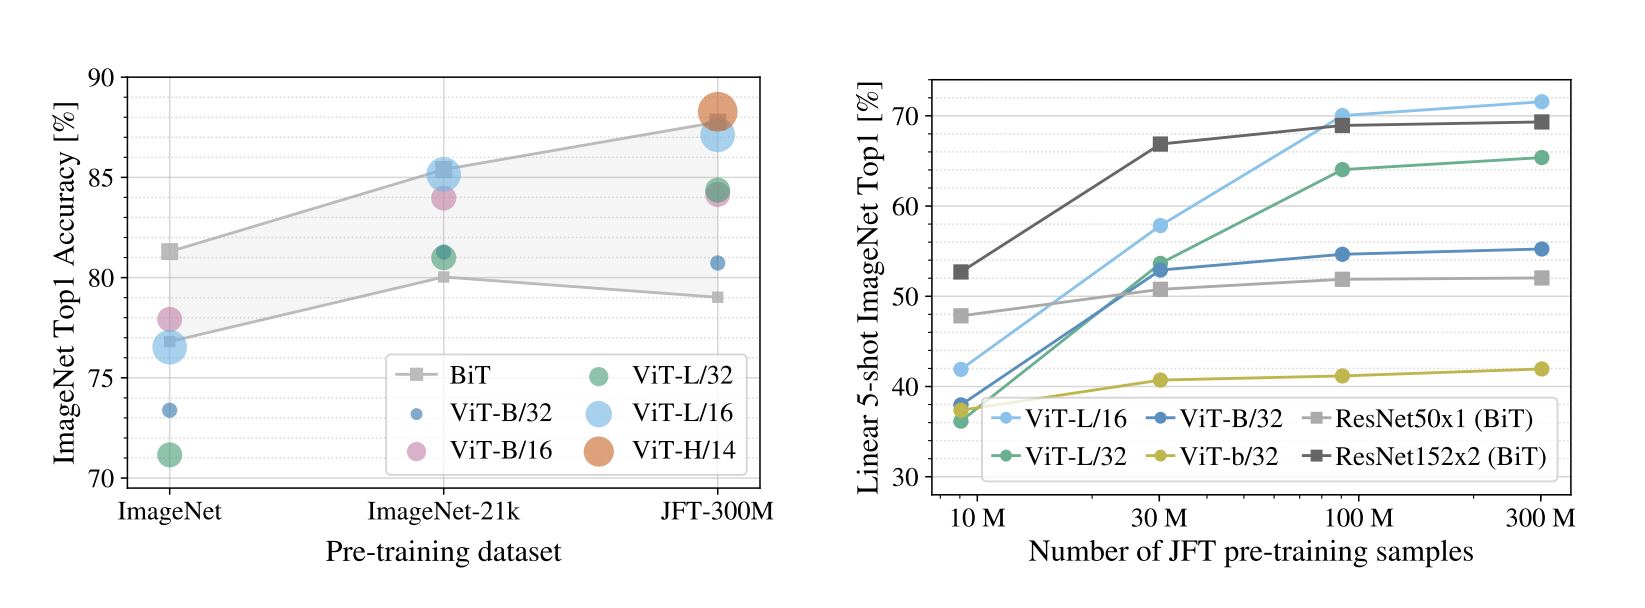 90
85
80
75
70
ImageNet Top1 Accuracy [%]
ImageNet
ImageNet-21k
JFT-300M
Pre-training dataset
BiT
ViT-B/32
ViT-B/16
ViT-L/32
ViT-L/16
ViT-H/14
70
60
50
40
30
Linear 5-shot ImageNet Top1 [%]
10 M
30 M
100 M
300 M
Number of JFT pre-training samples
ViT-L/16
ViT-L/32
ViT-B/32
ViT-b/32
ResNet50x1 (BiT)
ResNet152x2 (BiT)